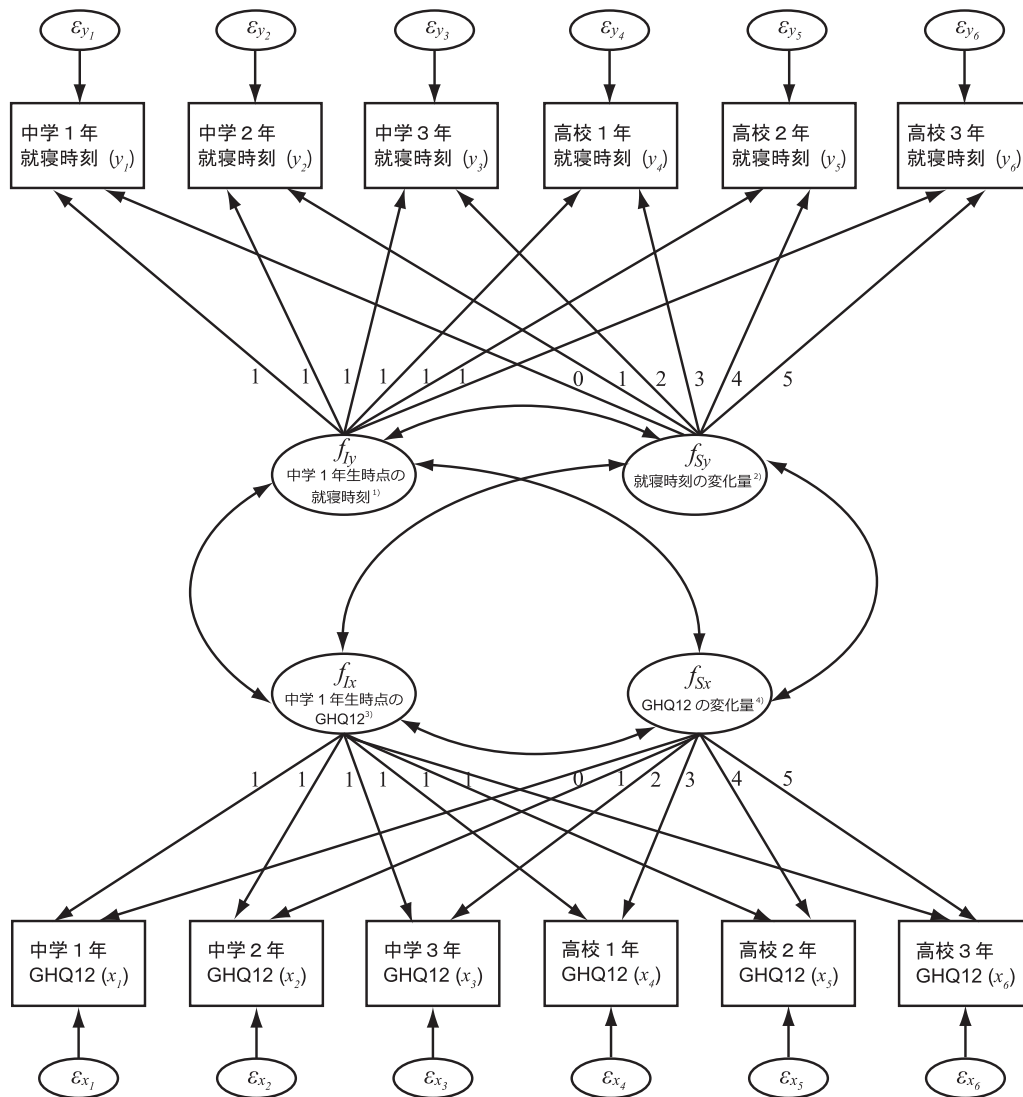 εy1 εy2 εy3 εy4 εy5 εy6
中学1年 中学2年 中学3年 高校1年 高校2年 高校3年
就寝時刻 (y1) 就寝時刻 (y2) 就寝時刻 (y3) 就寝時刻 (y4) 就寝時刻 (y5) 就寝時刻 (y6)
1 1 1 1 1 1 0 1 2 3 4 5
fIy fSy
中学1年生時点の 就寝時刻の変化量2)
就寝時刻1)
fIx fSx
中学1年生時点の GHQ12の変化量4)
GHQ123)
1 1 1 1 1 1 0 1 2 3 4 5
中学1年 中学2年 中学3年 高校1年 高校2年 高校3年
GHQ12 (x1) GHQ12 (x2) GHQ12 (x3) GHQ12 (x4) GHQ12 (x5) GHQ12 (x6)
εx1 εx2 εx3 εx4 εx5 εx6